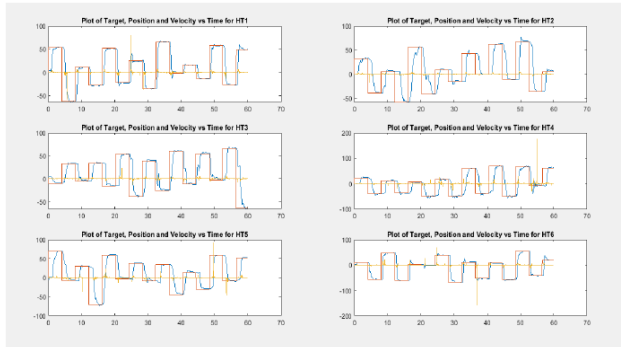 Plot of Target, Position and Velocity vs Time for HT1
100
50
0
-50
0 10 20 30 40 50 60 70
Plot of Target, Position and Velocity vs Time for HT2
100
50
0
-50
0 10 20 30 40 50 60 70
Plot of Target, Position and Velocity vs Time for HT3
100
50
0
-50
0 10 20 30 40 50 60 70
Plot of Target, Position and Velocity vs Time for HT4
200
100
0
-100
0 10 20 30 40 50 60 70
Plot of Target, Position and Velocity vs Time for HT5
100
50
0
-50
-100
0 10 20 30 40 50 60 70
Plot of Target, Position and Velocity vs Time for HT6
100
0
-100
-200
0 10 20 30 40 50 60 70